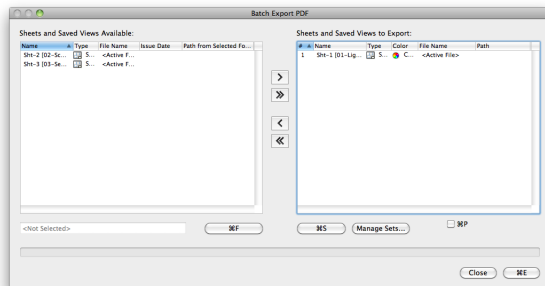 Batch Export PDF
Sheets and Saved Views Available:
Name Type File Name Issue Date Path from Selected Fo...
Sht-2 [02-Sc... S... <Active F...
Sht-3 [03-Se... S... <Active F...
Sheets and Saved Views to Export:
# Name Type Color File Name Path
1 Sht-1 [01-Lig... S... C... <Active File>
> 
»
<
«
<Not Selected>
⌘F
⌘S
Manage Sets...
⌘P
Close
⌘E